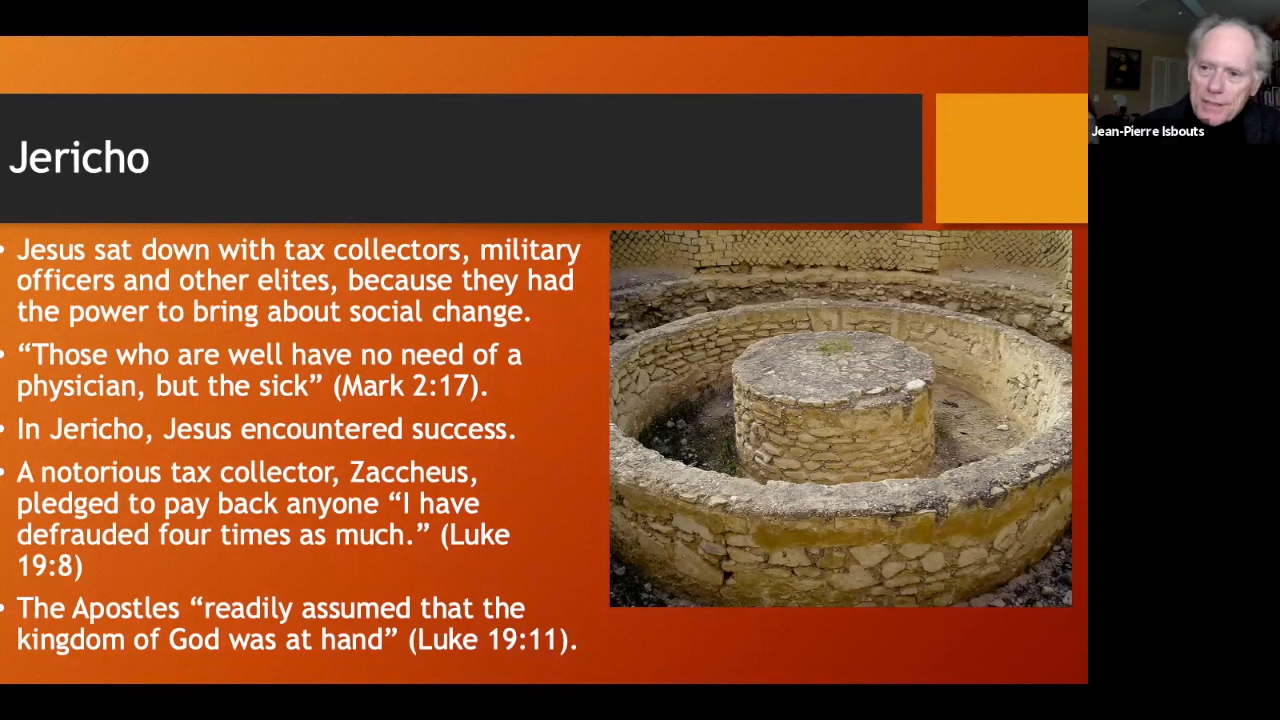 Jericho
• Jesus sat down with tax collectors, military
officers and other elites, because they had
the power to bring about social change.
• “Those who are well have no need of a
physician, but the sick” (Mark 2:17).
• In Jericho, Jesus encountered success.
• A notorious tax collector, Zaccheus,
pledged to pay back anyone “I have
defrauded four times as much.” (Luke
19:8)
• The Apostles “readily assumed that the
kingdom of God was at hand” (Luke 19:11).
Jean-Pierre Isbouts